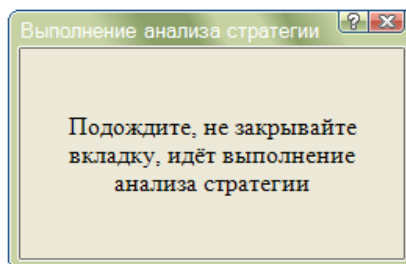 Выполнение анализа стратегии
Подождите, не закрывайте
вкладку, идёт выполнение
анализа стратегии